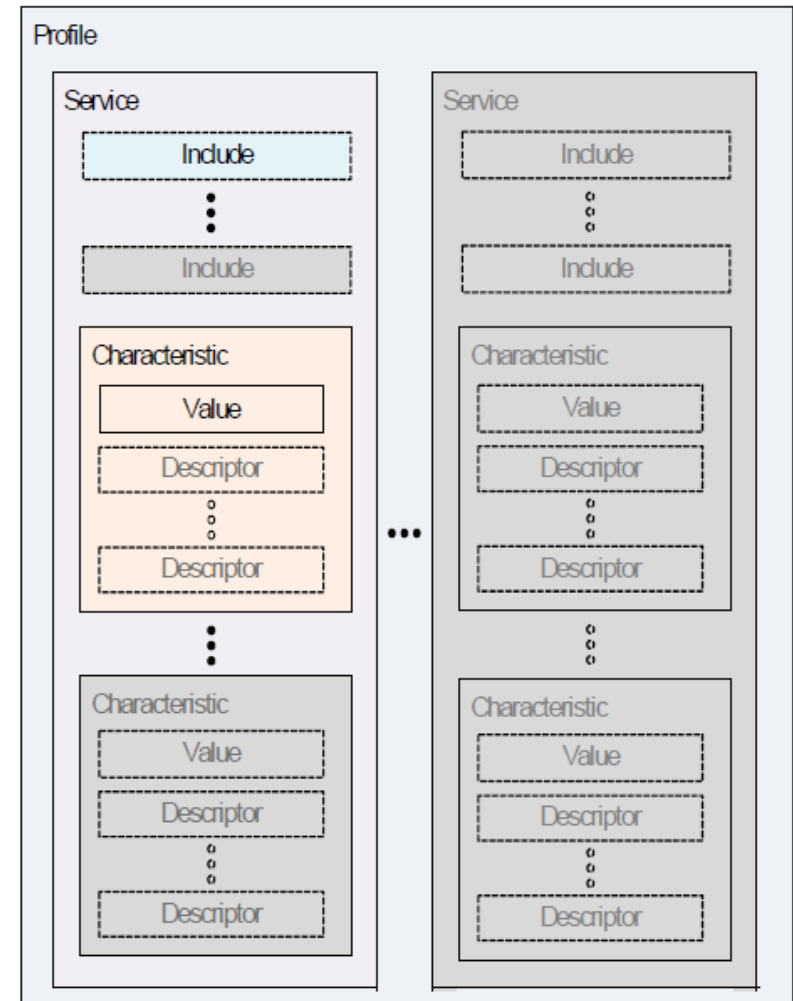 Profile
Service
Include
Include
Characteristic
Value
Descriptor
Descriptor
Characteristic
Value
Descriptor
Descriptor
Service
Include
Include
Characteristic
Value
Descriptor
Descriptor
Characteristic
Value
Descriptor
Descriptor